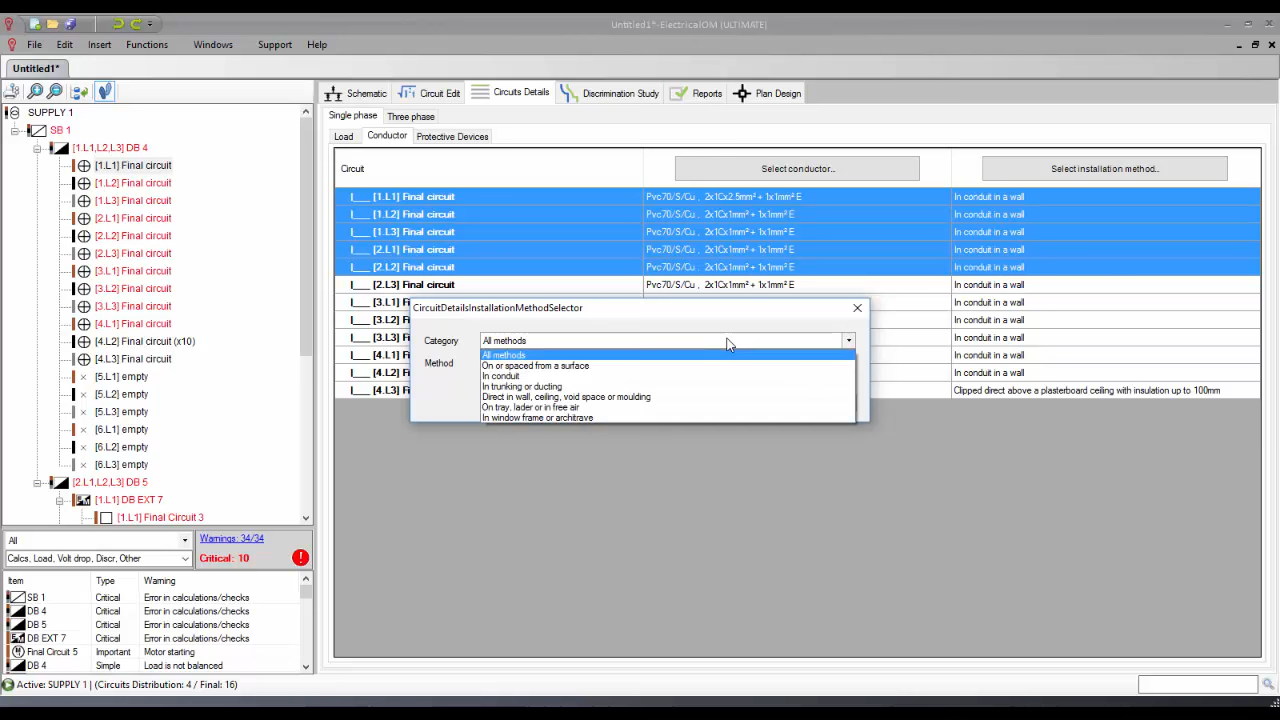 Untitled1*-ElectricalOM (ULTIMATE)
File Edit Insert Functions Windows Support Help
Untitled1*
Schematic Circuit Edit Circuits Details Discrimination Study Reports Plan Design
Single phase Three phase
Load Conductor Protective Devices
SUPPLY 1
SB 1
[1.L1,L2,L3] DB 4
[1.L1] Final circuit
[1.L2] Final circuit
[1.L3] Final circuit
[2.L1] Final circuit
[2.L2] Final circuit
[2.L3] Final circuit
[3.L1] Final circuit
[3.L2] Final circuit
[3.L3] Final circuit
[4.L1] Final circuit
[4.L2] Final circuit (x10)
[4.L3] Final circuit
[5.L1] empty
[5.L2] empty
[5.L3] empty
[6.L1] empty
[6.L2] empty
[6.L3] empty
[2.L1,L2,L3] DB 5
[1.L1] DB EXT 7
[1.L1] Final Circuit 3
Circuit Select conductor.. Select installation method..
|___ [1.L1] Final circuit Pvc70/S/Cu , 2x1Cx2.5mm² + 1x1mm² E In conduit in a wall
|___ [1.L2] Final circuit Pvc70/S/Cu , 2x1Cx1mm² + 1x1mm² E In conduit in a wall
|___ [1.L3] Final circuit Pvc70/S/Cu , 2x1Cx1mm² + 1x1mm² E In conduit in a wall
|___ [2.L1] Final circuit Pvc70/S/Cu , 2x1Cx1mm² + 1x1mm² E In conduit in a wall
|___ [2.L2] Final circuit Pvc70/S/Cu , 2x1Cx1mm² + 1x1mm² E In conduit in a wall
|___ [2.L3] Final circuit Pvc70/S/Cu , 2x1Cx1mm² + 1x1mm² E In conduit in a wall
|___ [3.L1] in conduit in a wall
|___ [3.L2] In conduit in a wall
|___ [3.L3] In conduit in a wall
|___ [4.L1] In conduit in a wall
|___ [4.L2] In conduit in a wall
|___ [4.L3] Clipped direct above a plasterboard ceiling with insulation up to 100mm
CircuitDetailsInstallationMethodSelector
Category All methods
Method
All methods
On or spaced from a surface
In conduit
In trunking or ducting
Direct in wall, ceiling, void space or moulding
On tray, lader or in free air
In window frame or architrave
All Warnings: 34/34
Calcs, Load, Volt drop, Discr, Other Critical: 10
Item Type Warning
SB 1 Critical Error in calculations/checks
DB 4 Critical Error in calculations/checks
DB 5 Critical Error in calculations/checks
DB EXT 7 Critical Error in calculations/checks
Final Circuit 5 Important Motor starting
DB 4 Simple Load is not balanced
Active: SUPPLY 1 | (Circuits Distribution: 4 / Final: 16)